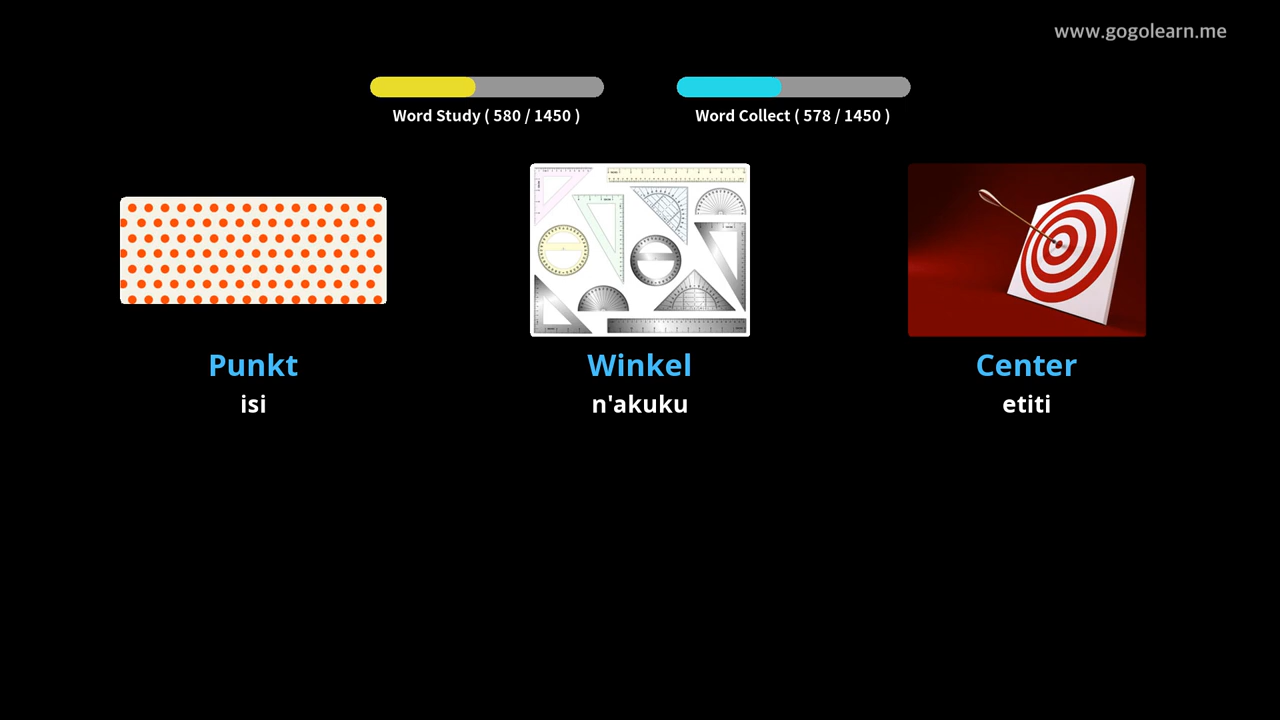 www.gogolearn.me
Word Study ( 580 / 1450 )
Word Collect ( 578 / 1450 )
Punkt
isi
Winkel
n'akuku
Center
etiti